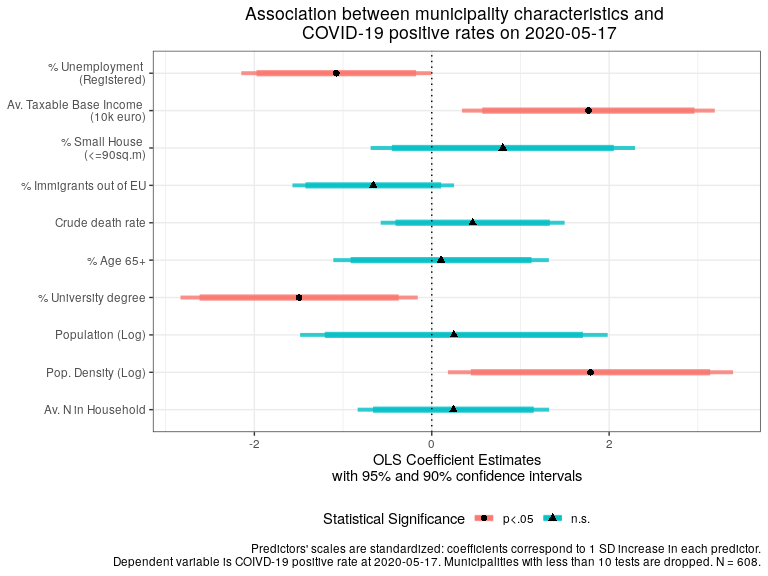 Association between municipality characteristics and
COVID-19 positive rates on 2020-05-17
% Unemployment
(Registered)
Av. Taxable Base Income
(10k euro)
% Small House
(<=90sq.m)
% Immigrants out of EU
Crude death rate
% Age 65+
% University degree
Population (Log)
Pop. Density (Log)
Av. N in Household
-2 0 2
OLS Coefficient Estimates
with 95% and 90% confidence intervals
Statistical Significance p<.05 n.s.
Predictors' scales are standardized: coefficients correspond to 1 SD increase in each predictor.
Dependent variable is COIVD-19 positive rate at 2020-05-17. Municipalities with less than 10 tests are dropped. N = 608.